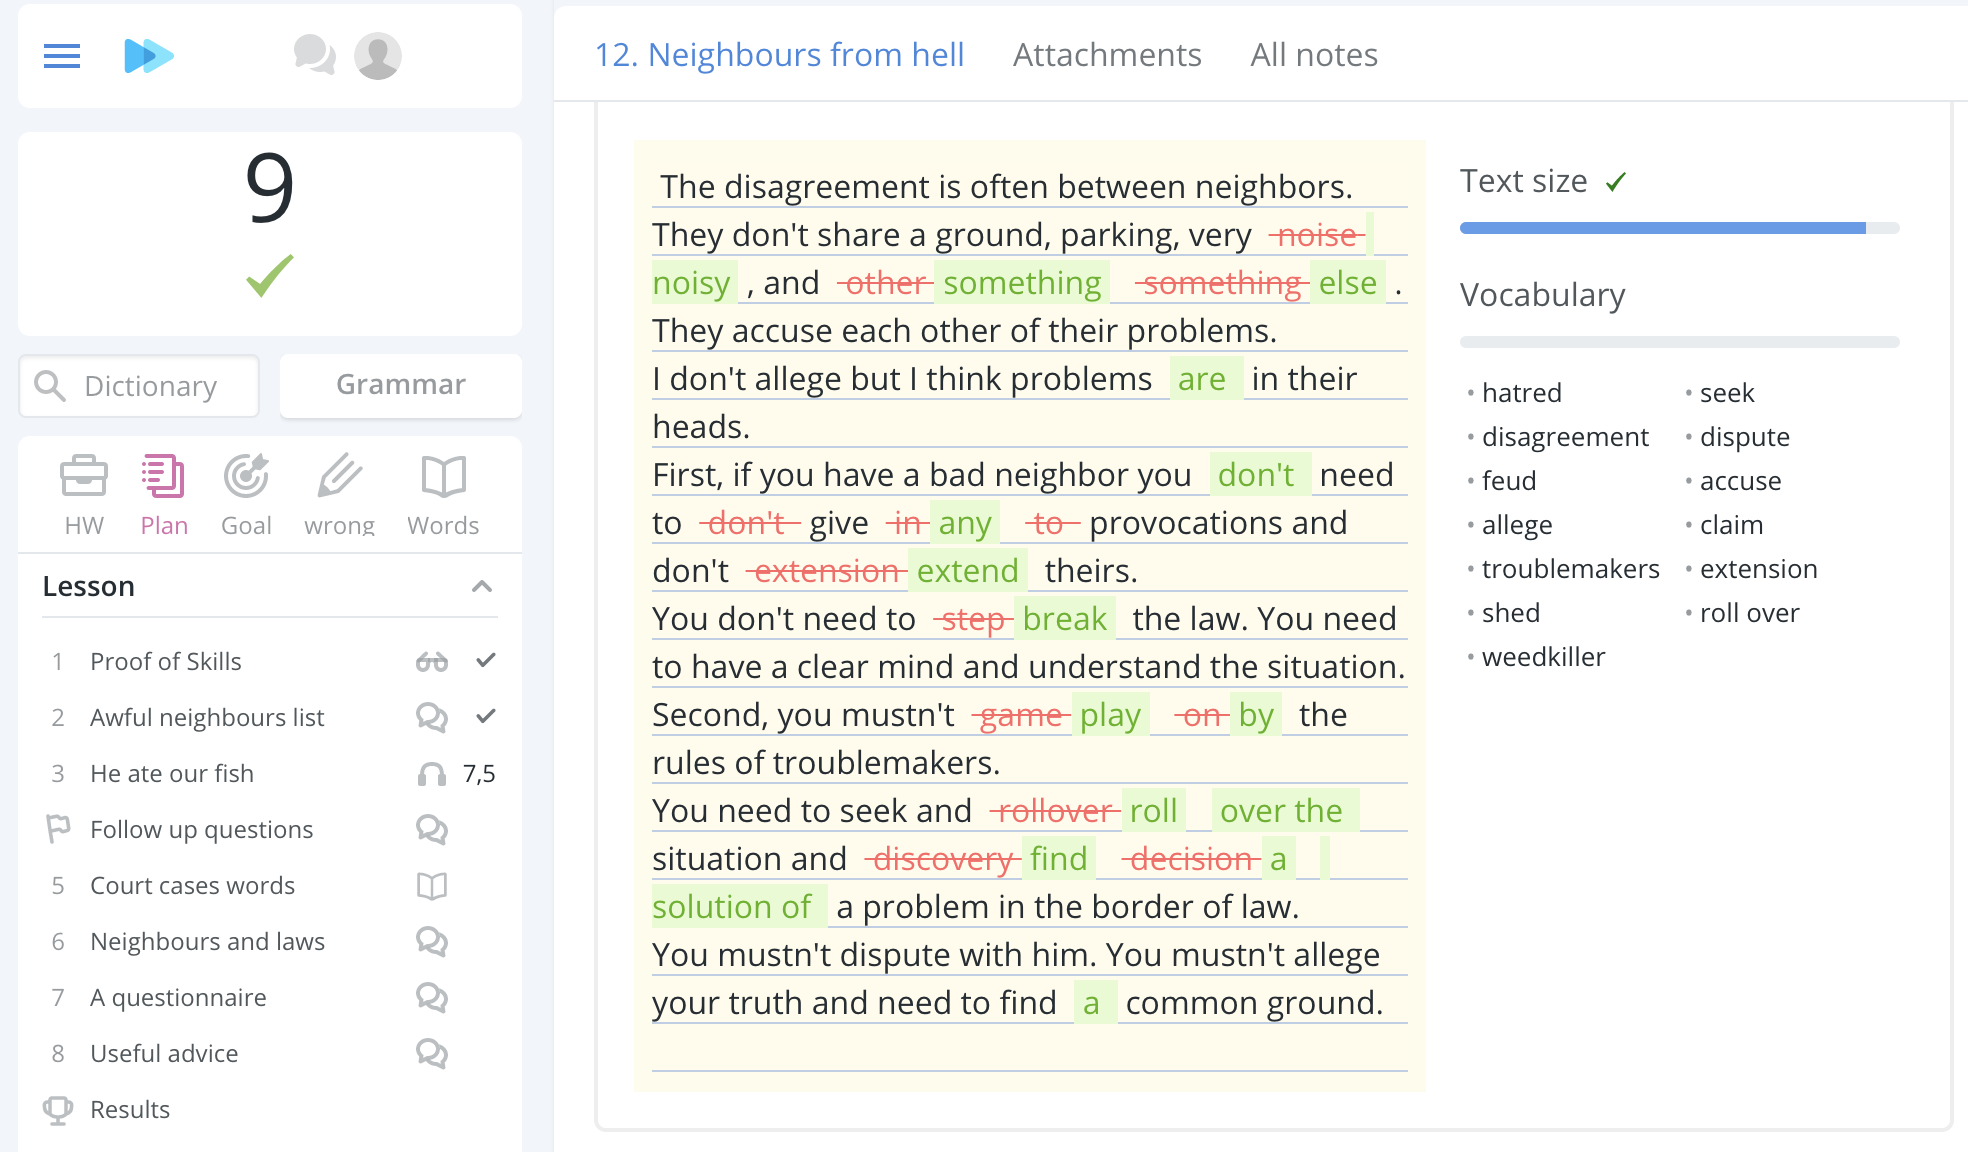 12. Neighbours from hell
Attachments
All notes
9
Dictionary
Grammar
HW
Plan
Goal
wrong
Words
Lesson
1 Proof of Skills
2 Awful neighbours list
3 He ate our fish 7,5
Follow up questions
5 Court cases words
6 Neighbours and laws
7 A questionnaire
8 Useful advice
Results
The disagreement is often between neighbors.
They don't share a ground, parking, very noise
noisy , and other something something else .
They accuse each other of their problems.
I don't allege but I think problems are in their
heads.
First, if you have a bad neighbor you don't need
to don't give in any to provocations and
don't extension extend theirs.
You don't need to step break the law. You need
to have a clear mind and understand the situation.
Second, you mustn't game play on by the
rules of troublemakers.
You need to seek and rollover roll over the
situation and discovery find decision a
solution of a problem in the border of law.
You mustn't dispute with him. You mustn't allege
your truth and need to find a common ground.
Text size
Vocabulary
• hatred
• disagreement
• feud
• allege
• troublemakers
• shed
• weedkiller
• seek
• dispute
• accuse
• claim
• extension
• roll over